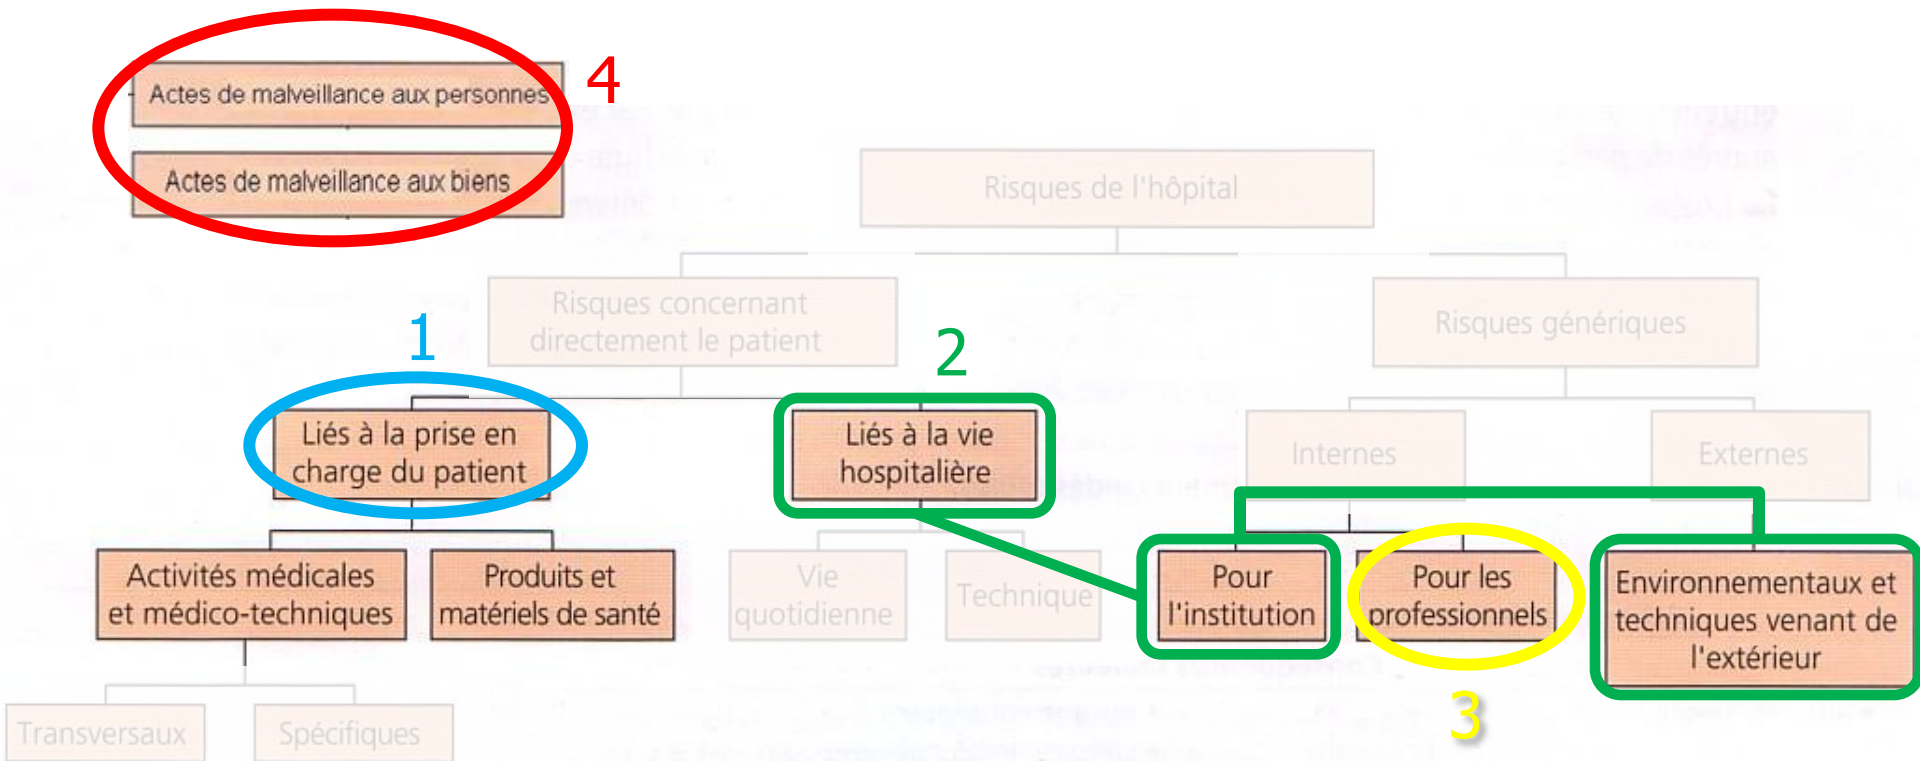 4
Actes de malveillance aux personnes
Actes de malveillance aux biens
Risques de l'hôpital
Risques concernant
directement le patient
Risques génériques
1
2
Liés à la prise en
charge du patient
Liés à la vie
hospitalière
Internes
Externes
Activités médicales
et médico-techniques
Produits et
matériels de santé
Vie
quotidienne
Technique
Pour
l'institution
Pour les
professionnels
Environnementaux et
techniques venant de
l'extérieur
3
Transversaux
Spécifiques